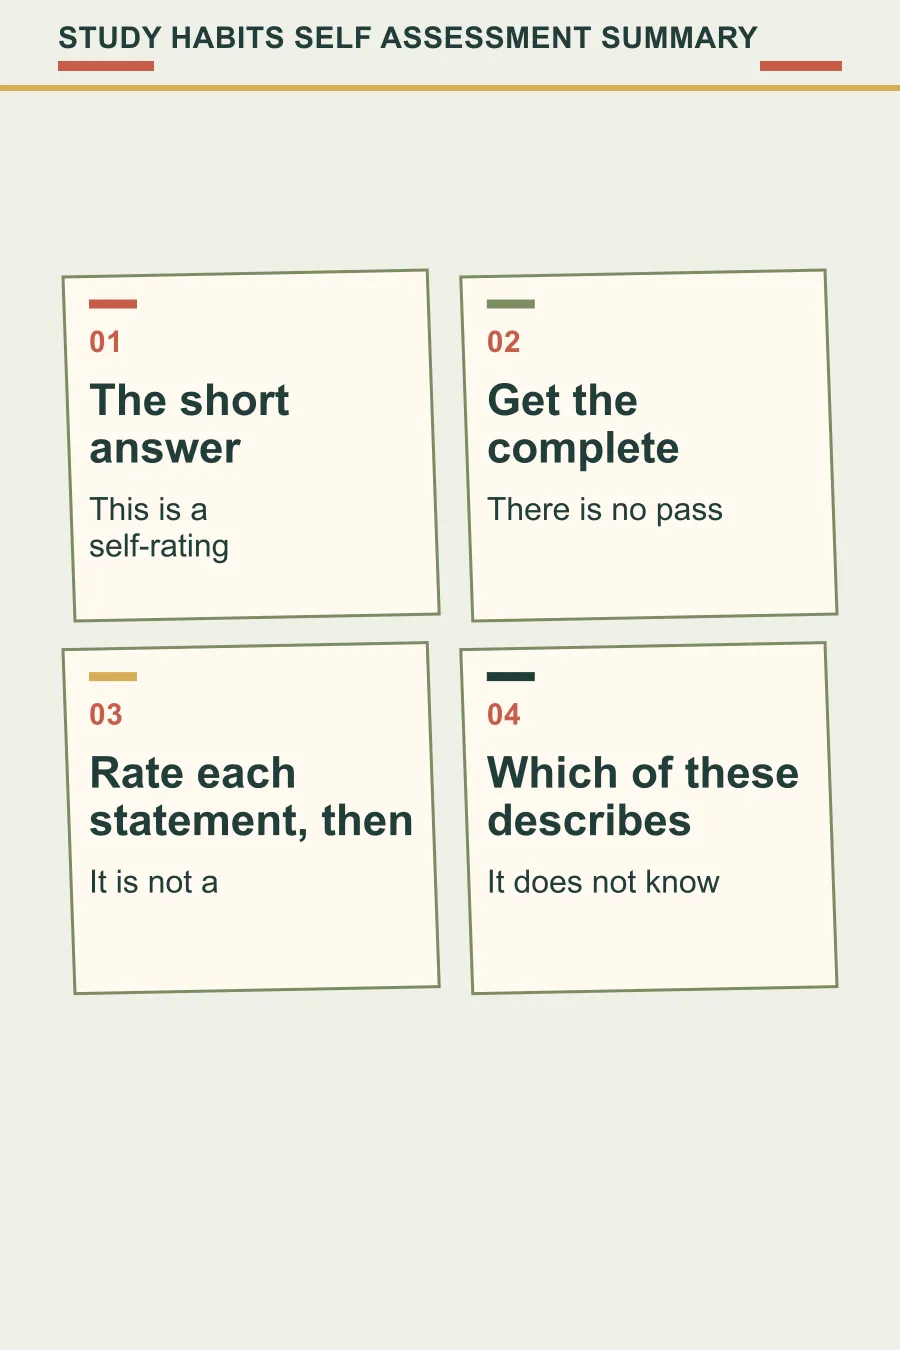 STUDY HABITS SELF ASSESSMENT SUMMARY
01
The short
answer
This is a
self-rating
02
Get the
complete
There is no pass
03
Rate each
statement, then
It is not a
04
Which of these
describes
It does not know